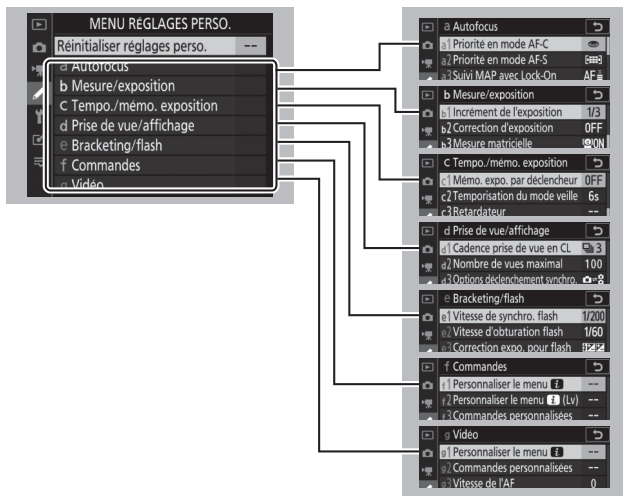 MENU RÉGLAGES PERSO.
Réinitialiser réglages perso. --
a Autofocus
b Mesure/exposition
c Tempo./mémo. exposition
d Prise de vue/affichage
e Bracketing/flash
f Commandes
g Vidéo
a Autofocus
a1 Priorité en mode AF-C
a2 Priorité en mode AF-S
a3 Suivi MAP avec Lock-On AF
b Mesure/exposition
b1 Incrément de l'exposition 1/3
b2 Correction d'exposition OFF
b3 Mesure matricielle ON
c Tempo./mémo. exposition
c1 Mémo. expo. par déclencheur OFF
c2 Temporisation du mode veille 6s
c3 Retardateur --
d Prise de vue/affichage
d1 Cadence prise de vue en CL 3
d2 Nombre de vues maximal 100
d3 Options déclenchement synchro.
e Bracketing/flash
e1 Vitesse de synchro. flash 1/200
e2 Vitesse d'obturation flash 1/60
e3 Correction expo. pour flash
f Commandes
f1 Personnaliser le menu i --
f2 Personnaliser le menu i (Lv) --
f3 Commandes personnalisées --
g Vidéo
g1 Personnaliser le menu i --
g2 Commandes personnalisées --
g3 Vitesse de l'AF 0